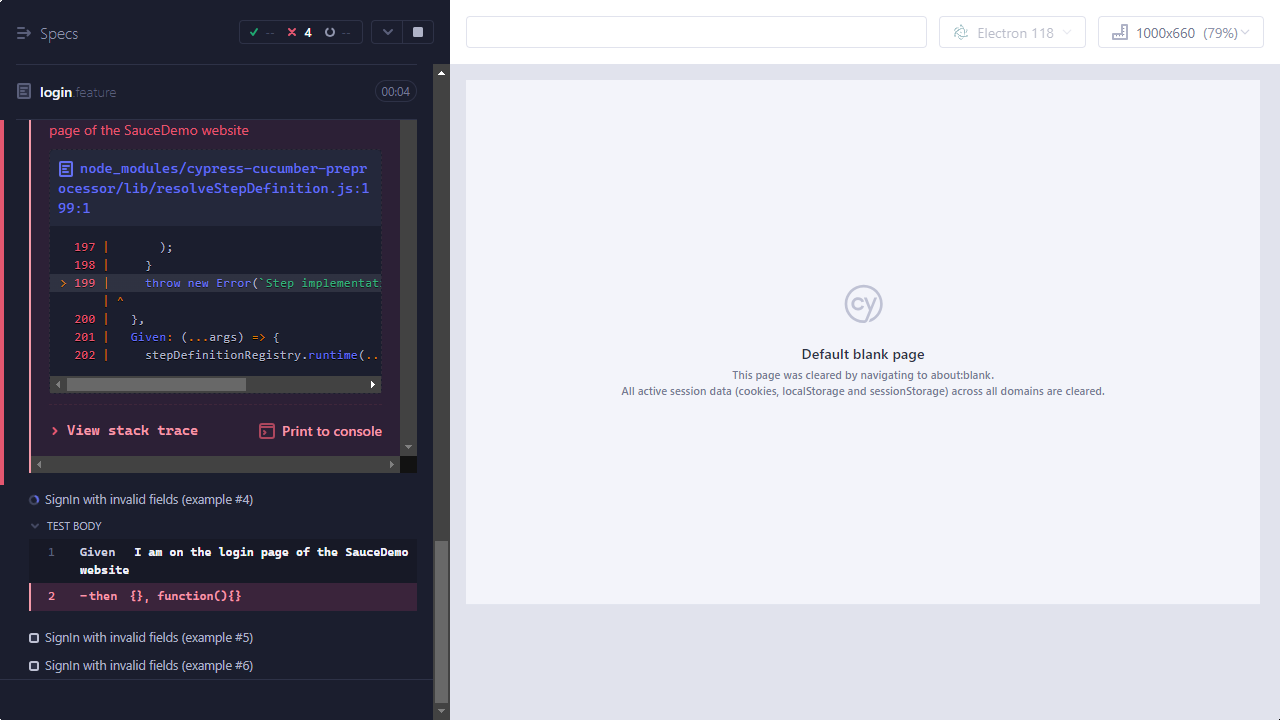 Specs
-- 4 --
Electron 118
1000x660 (79%)
login.feature
00:04
page of the SauceDemo website
node_modules/cypress-cucumber-prepr
ocessor/lib/resolveStepDefinition.js:1
99:1
197 | );
198 | }
> 199 | throw new Error(`Step implementati
| ^
200 | },
201 | Given: (...args) => {
202 | stepDefinitionRegistry.runtime(..
> View stack trace
Print to console
cy
Default blank page
This page was cleared by navigating to about:blank.
All active session data (cookies, localStorage and sessionStorage) across all domains are cleared.
SignIn with invalid fields (example #4)
TEST BODY
1 Given I am on the login page of the SauceDemo
website
2 -then {}, function(){}
SignIn with invalid fields (example #5)
SignIn with invalid fields (example #6)